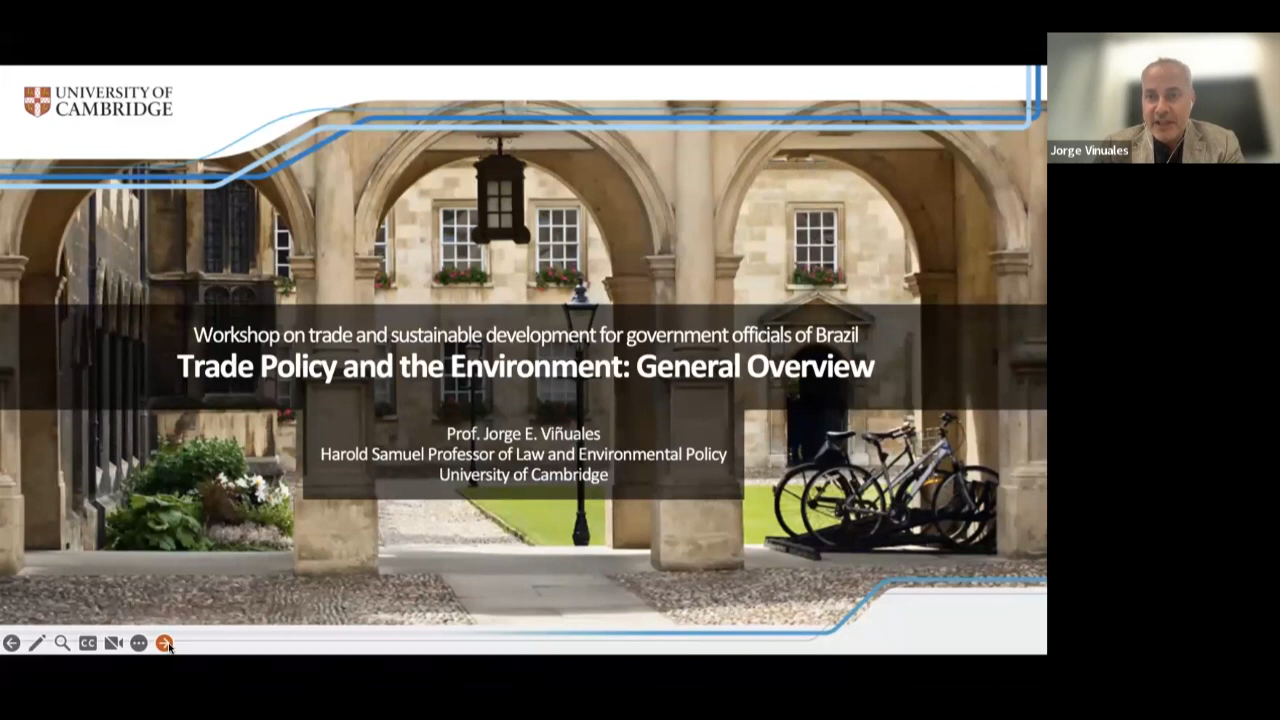 UNIVERSITY OF
CAMBRIDGE
Jorge Vinuales
Workshop on trade and sustainable development for government officials of Brazil
Trade Policy and the Environment: General Overview
Prof. Jorge E. Viñuales
Harold Samuel Professor of Law and Environmental Policy
University of Cambridge
CC